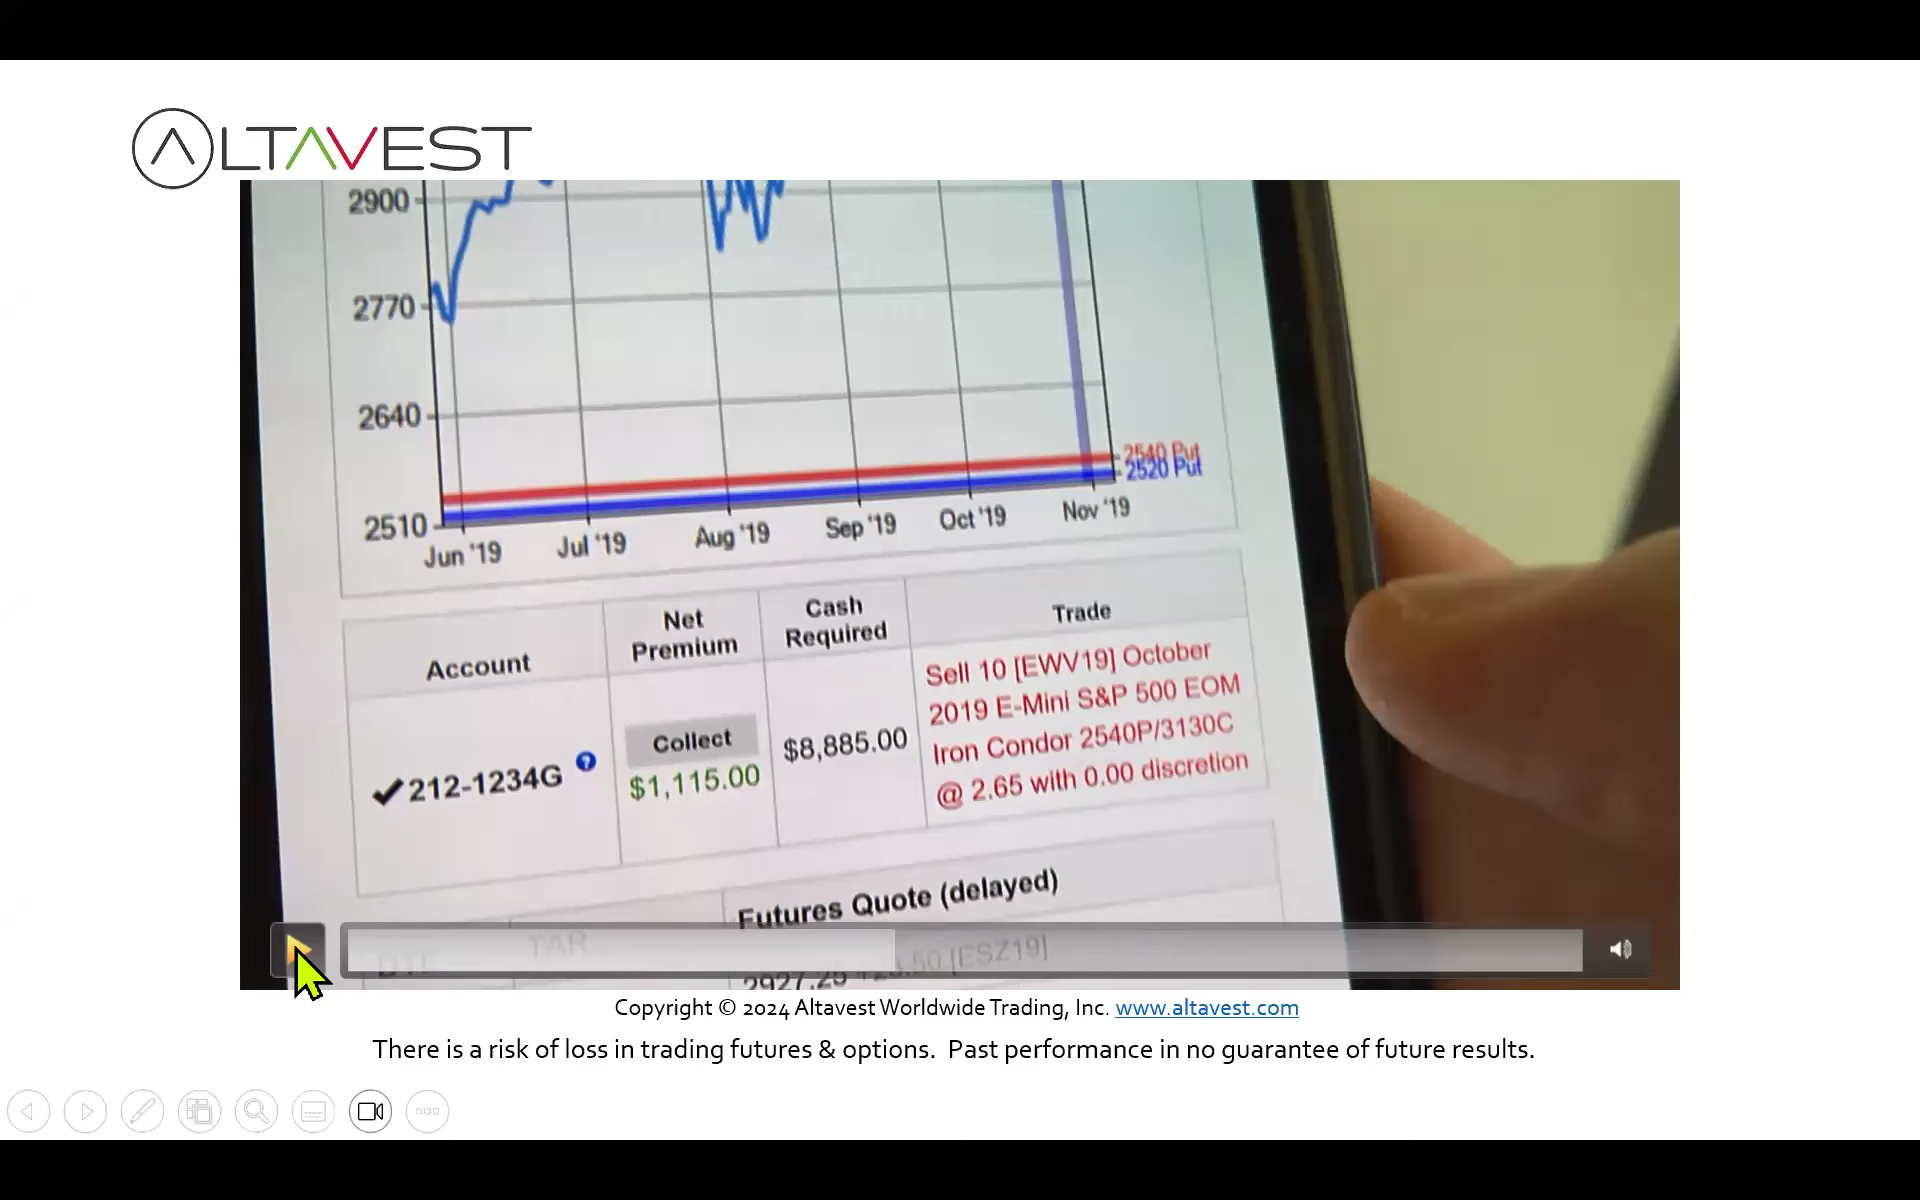 ALTAVEST
2900
2770
2640
2510
2540 Put
2520 Put
Jun '19
Jul '19
Aug '19
Sep '19
Oct '19
Nov '19
Account
Net
Premium
Cash
Required
Trade
✔212-1234G ?
Collect
$1,115.00
$8,885.00
Sell 10 [EWV19] October
2019 E-Mini S&P 500 EOM
Iron Condor 2540P/3130C
@ 2.65 with 0.00 discretion
Futures Quote (delayed)
TAR
[ESZ19]
Copyright © 2024 Altavest Worldwide Trading, Inc. www.altavest.com
There is a risk of loss in trading futures & options. Past performance in no guarantee of future results.